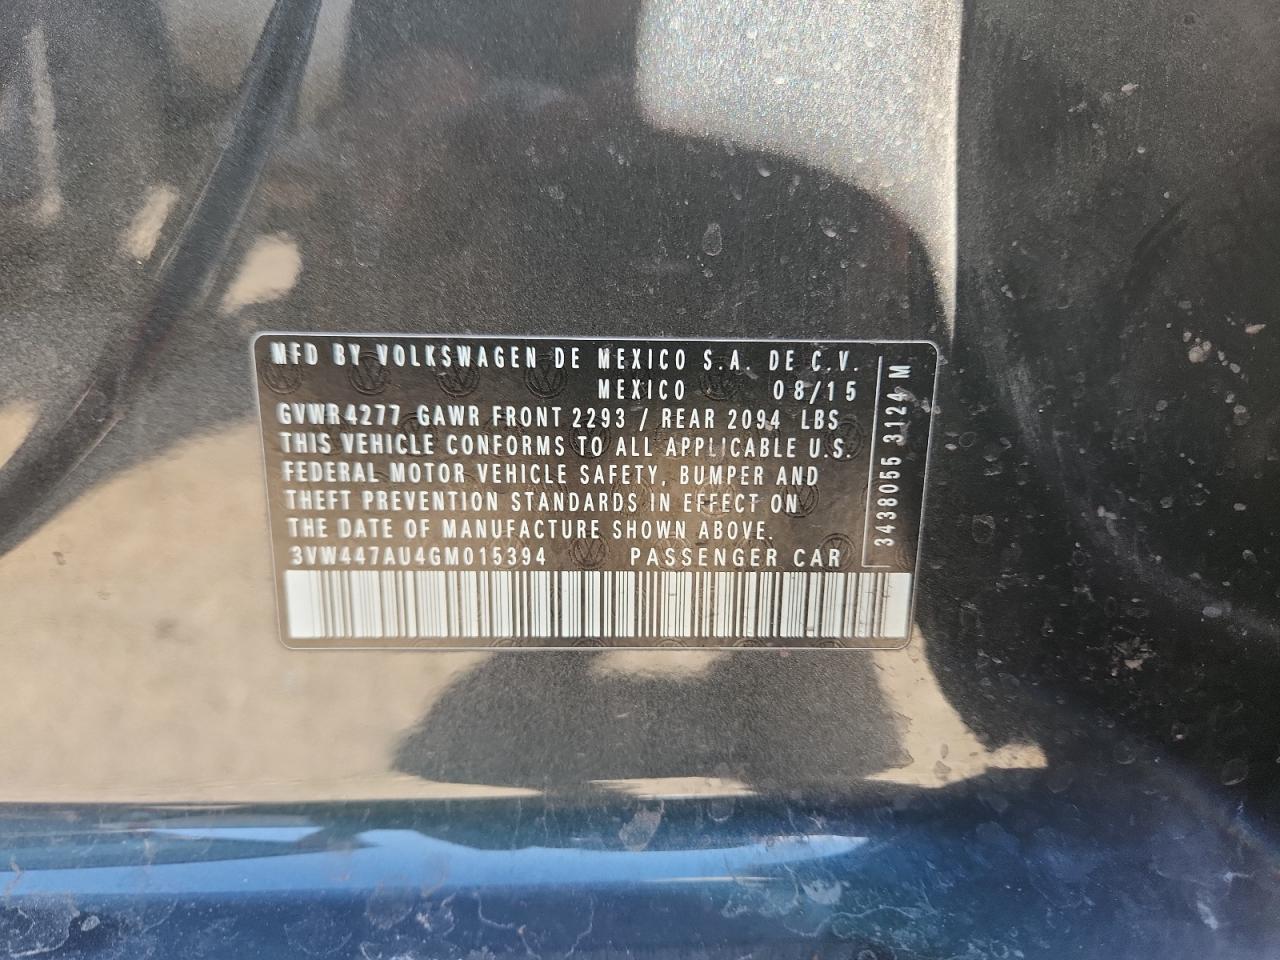 MFD BY VOLKSWAGEN DE MEXICO S.A. DE C.V.
MEXICO 08/15
GVWR 4277 GAWR FRONT 2293 / REAR 2094 LBS
THIS VEHICLE CONFORMS TO ALL APPLICABLE U.S.
FEDERAL MOTOR VEHICLE SAFETY, BUMPER AND
THEFT PREVENTION STANDARDS IN EFFECT ON
THE DATE OF MANUFACTURE SHOWN ABOVE.
3VW447AU4GM015394 PASSENGER CAR
3438055 3124 M